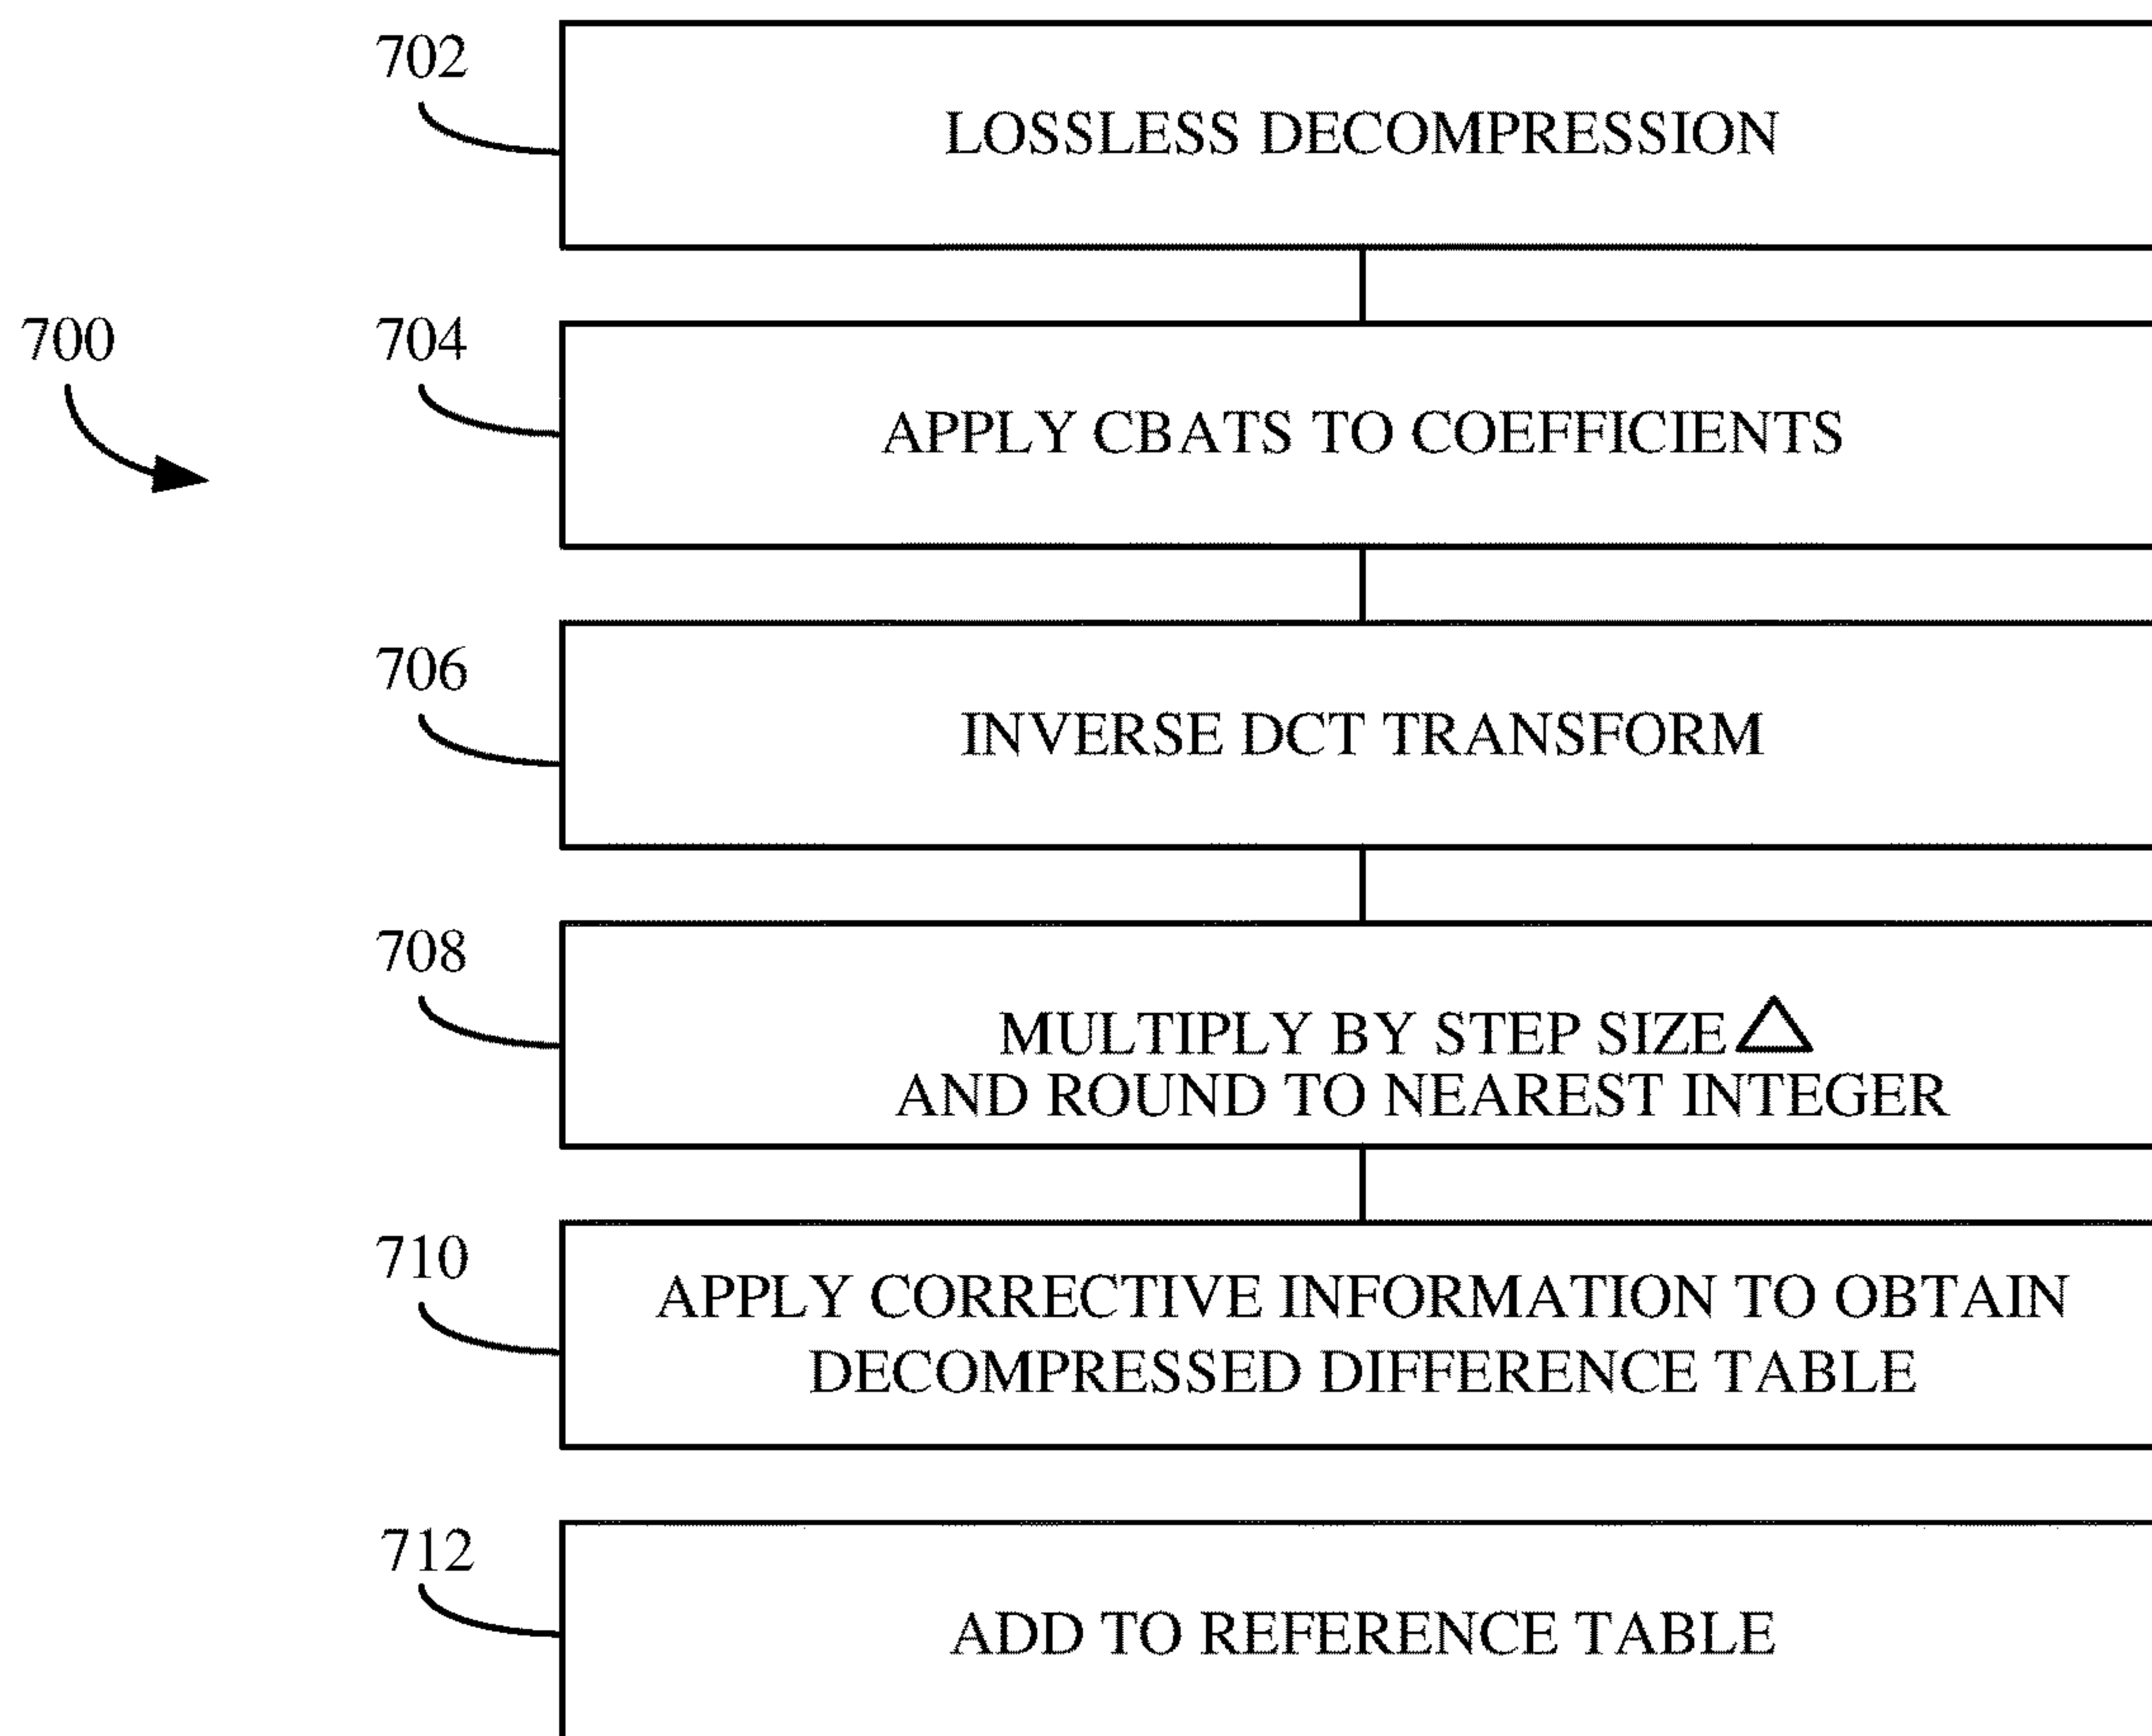 702
LOSSLESS DECOMPRESSION
700
704
APPLY CBATS TO COEFFICIENTS
706
INVERSE DCT TRANSFORM
708
MULTIPLY BY STEP SIZE △
AND ROUND TO NEAREST INTEGER
710
APPLY CORRECTIVE INFORMATION TO OBTAIN
DECOMPRESSED DIFFERENCE TABLE
712
ADD TO REFERENCE TABLE